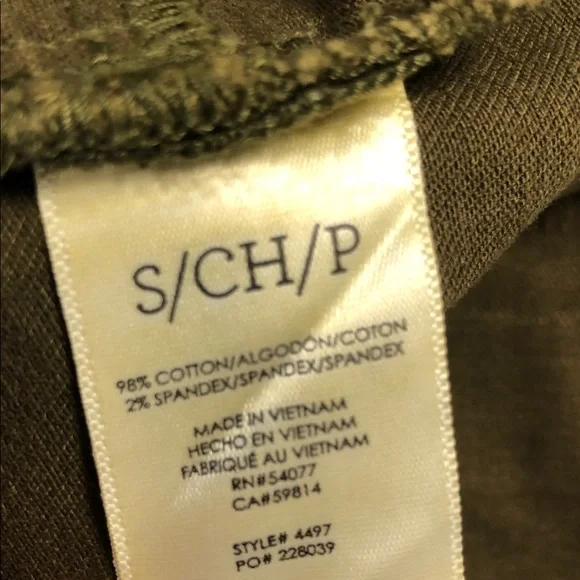 S/CH/P
98% COTTON/ALGODÓN/COTON
2% SPANDEX/SPANDEX/SPANDEX
MADE IN VIETNAM
HECHO EN VIETNAM
FABRIQUÉ AU VIETNAM
RN#54077
CA#59814
STYLE# 4497
PO# 228039